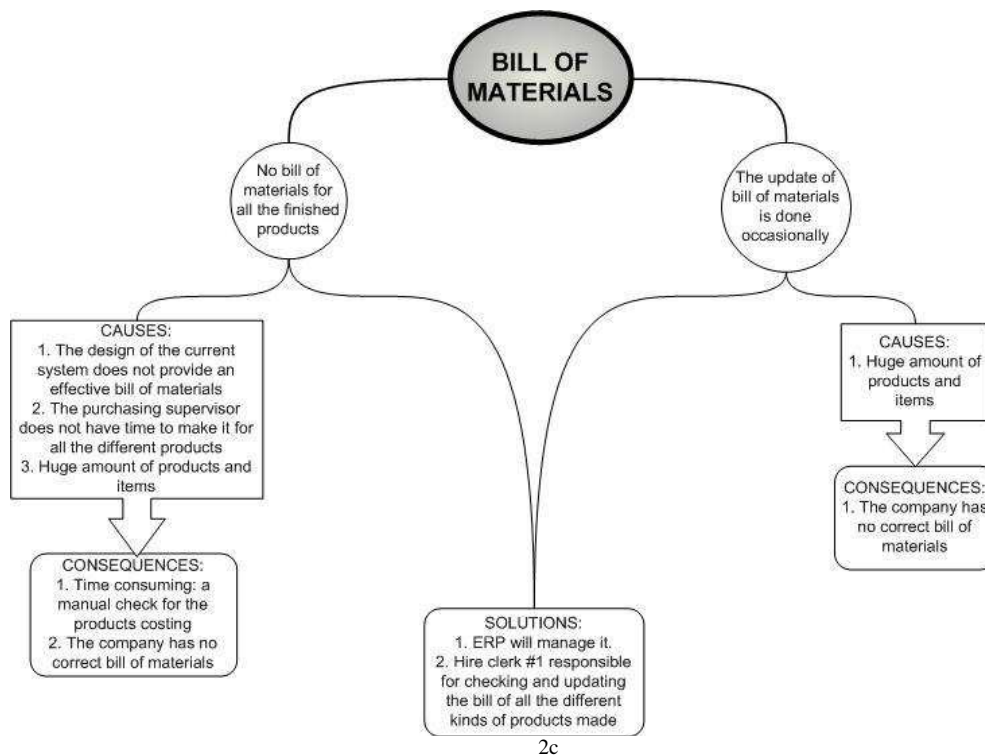 BILL OF
MATERIALS
No bill of
materials for
all the finished
products
The update of
bill of materials
is done
occasionally
CAUSES:
1. The design of the current
system does not provide an
effective bill of materials
2. The purchasing supervisor
does not have time to make it for
all the different products
3. Huge amount of products and
items
CONSEQUENCES:
1. Time consuming: a
manual check for the
products costing
2. The company has no
correct bill of materials
SOLUTIONS:
1. ERP will manage it.
2. Hire clerk #1 responsible
for checking and updating
the bill of all the different
kinds of products made
CAUSES:
1. Huge amount of
products and
items
CONSEQUENCES:
1. The company has
no correct bill of
materials
2c